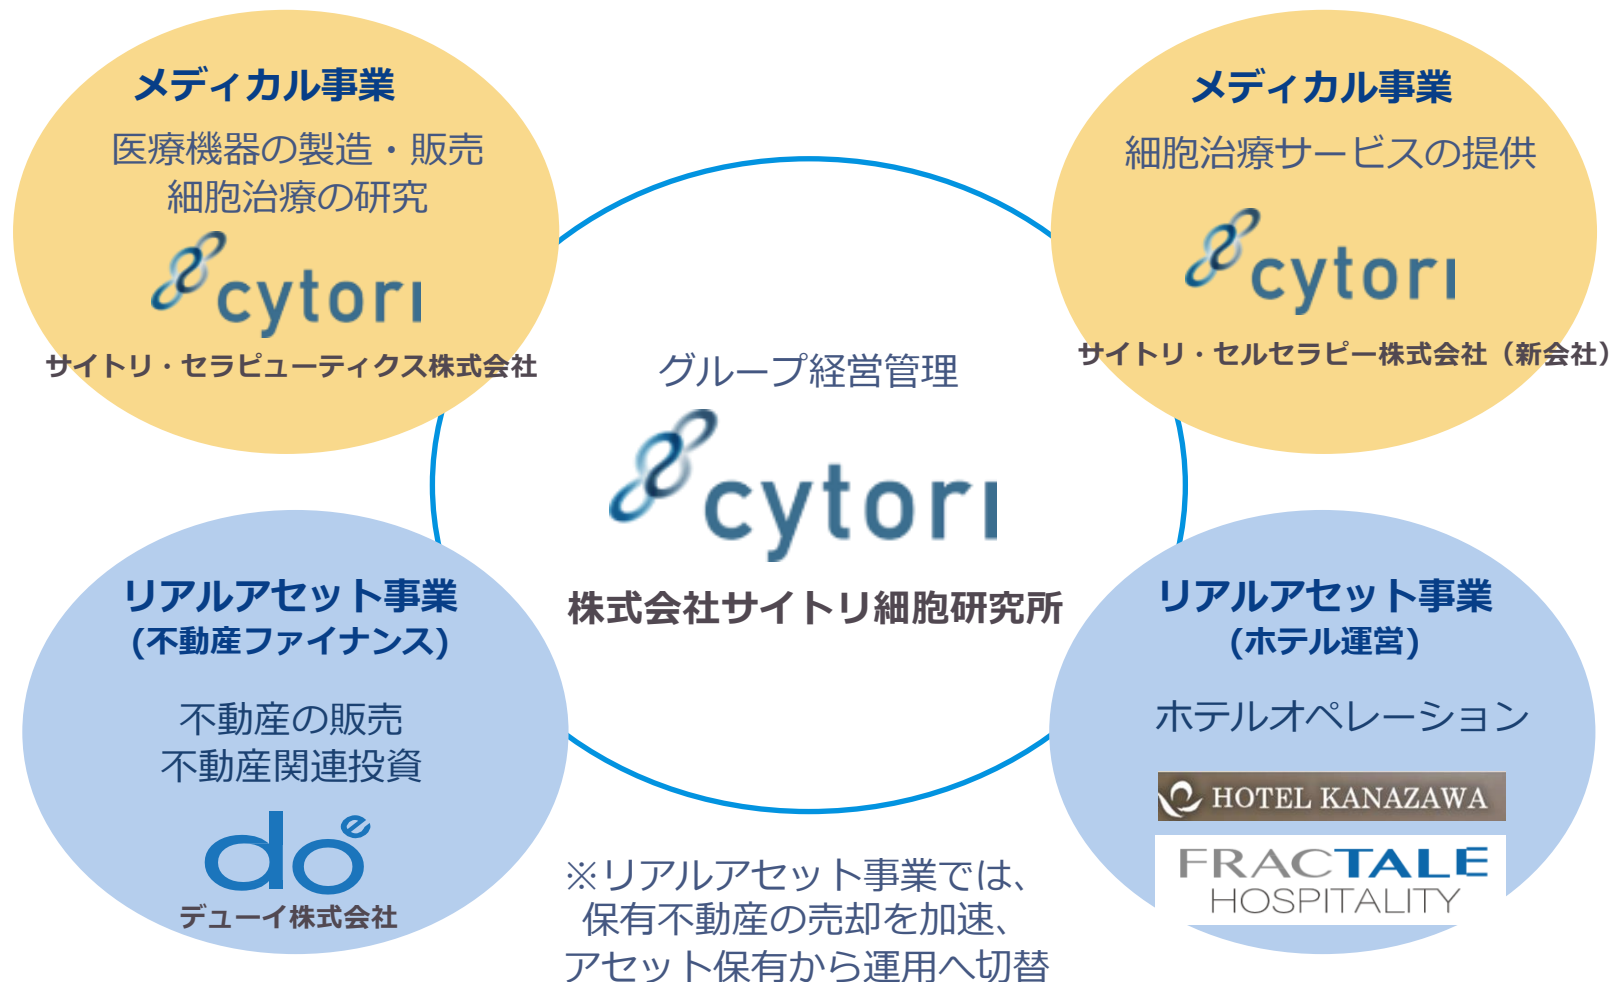 メディカル事業
医療機器の製造・販売
細胞治療の研究
cytori
サイトリ・セラピューティクス株式会社
メディカル事業
細胞治療サービスの提供
cytori
サイトリ・セルセラピー株式会社（新会社）
グループ経営管理
cytori
株式会社サイトリ細胞研究所
リアルアセット事業
(不動産ファイナンス)
不動産の販売
不動産関連投資
doe
デューイ株式会社
リアルアセット事業
(ホテル運営)
ホテルオペレーション
HOTEL KANAZAWA
FRACTALE
HOSPITALITY
※リアルアセット事業では、
保有不動産の売却を加速、
アセット保有から運用へ切替